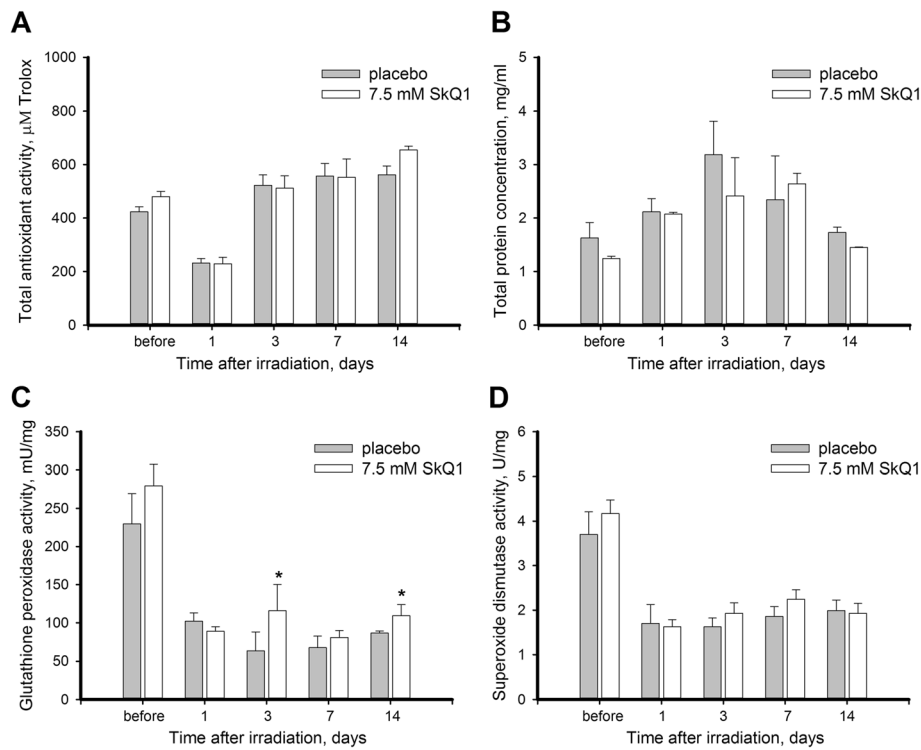 A
Total antioxidant activity, μM Trolox
1000
800
600
400
200
0
placebo
7.5 mM SkQ1
before 1 3 7 14
Time after irradiation, days
B
Total protein concentration, mg/ml
5
4
3
2
1
0
placebo
7.5 mM SkQ1
before 1 3 7 14
Time after irradiation, days
C
Glutathione peroxidase activity, mU/mg
350
300
250
200
150
100
50
0
placebo
7.5 mM SkQ1
*
*
before 1 3 7 14
Time after irradiation, days
D
Superoxide dismutase activity, U/mg
6
5
4
3
2
1
0
placebo
7.5 mM SkQ1
before 1 3 7 14
Time after irradiation, days